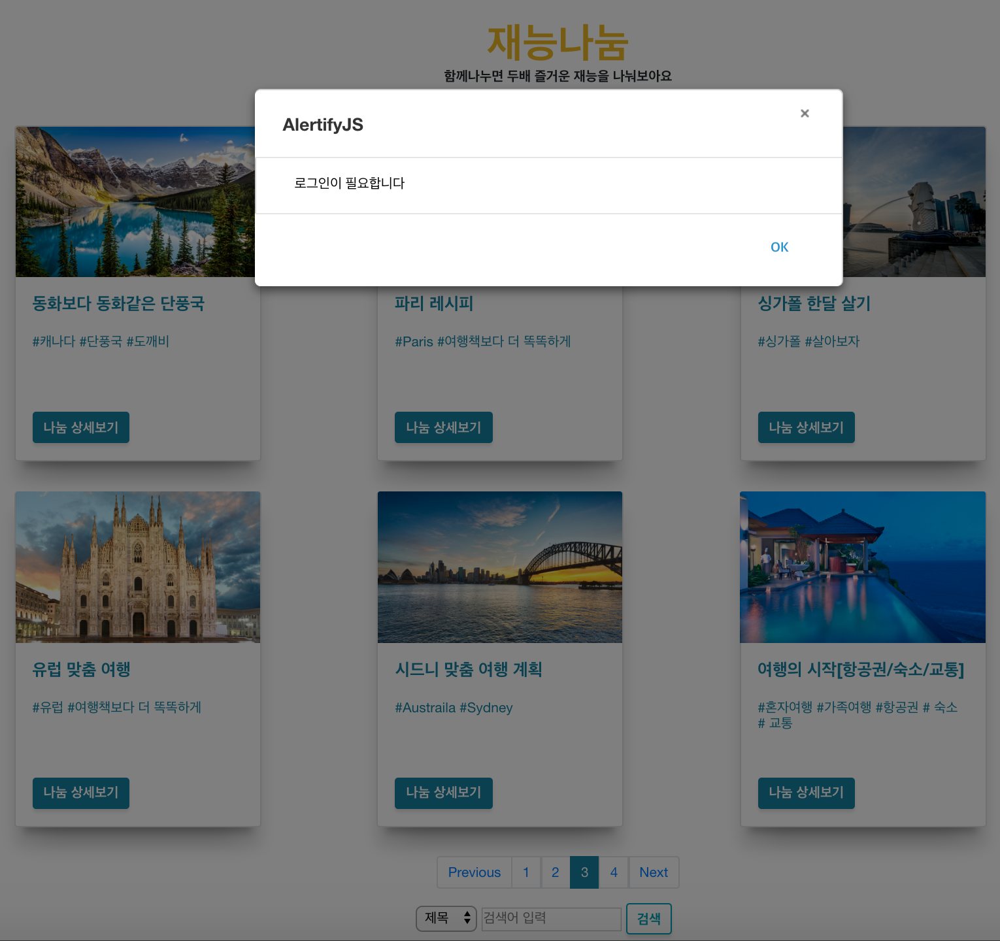 재능나눔
함께나누면 두배 즐거운 재능을 나눠보아요
AlertifyJS
×
로그인이 필요합니다
OK
동화보다 동화같은 단풍국
#캐나다 #단풍국 #도깨비
나눔 상세보기
파리 레시피
#Paris #여행책보다 더 똑똑하게
나눔 상세보기
싱가폴 한달 살기
#싱가폴 #살아보자
나눔 상세보기
유럽 맞춤 여행
#유럽 #여행책보다 더 똑똑하게
나눔 상세보기
시드니 맞춤 여행 계획
#Austraila #Sydney
나눔 상세보기
여행의 시작[항공권/숙소/교통]
#혼자여행 #가족여행 #항공권 # 숙소
# 교통
나눔 상세보기
Previous 1 2 3 4 Next
제목 검색어 입력 검색